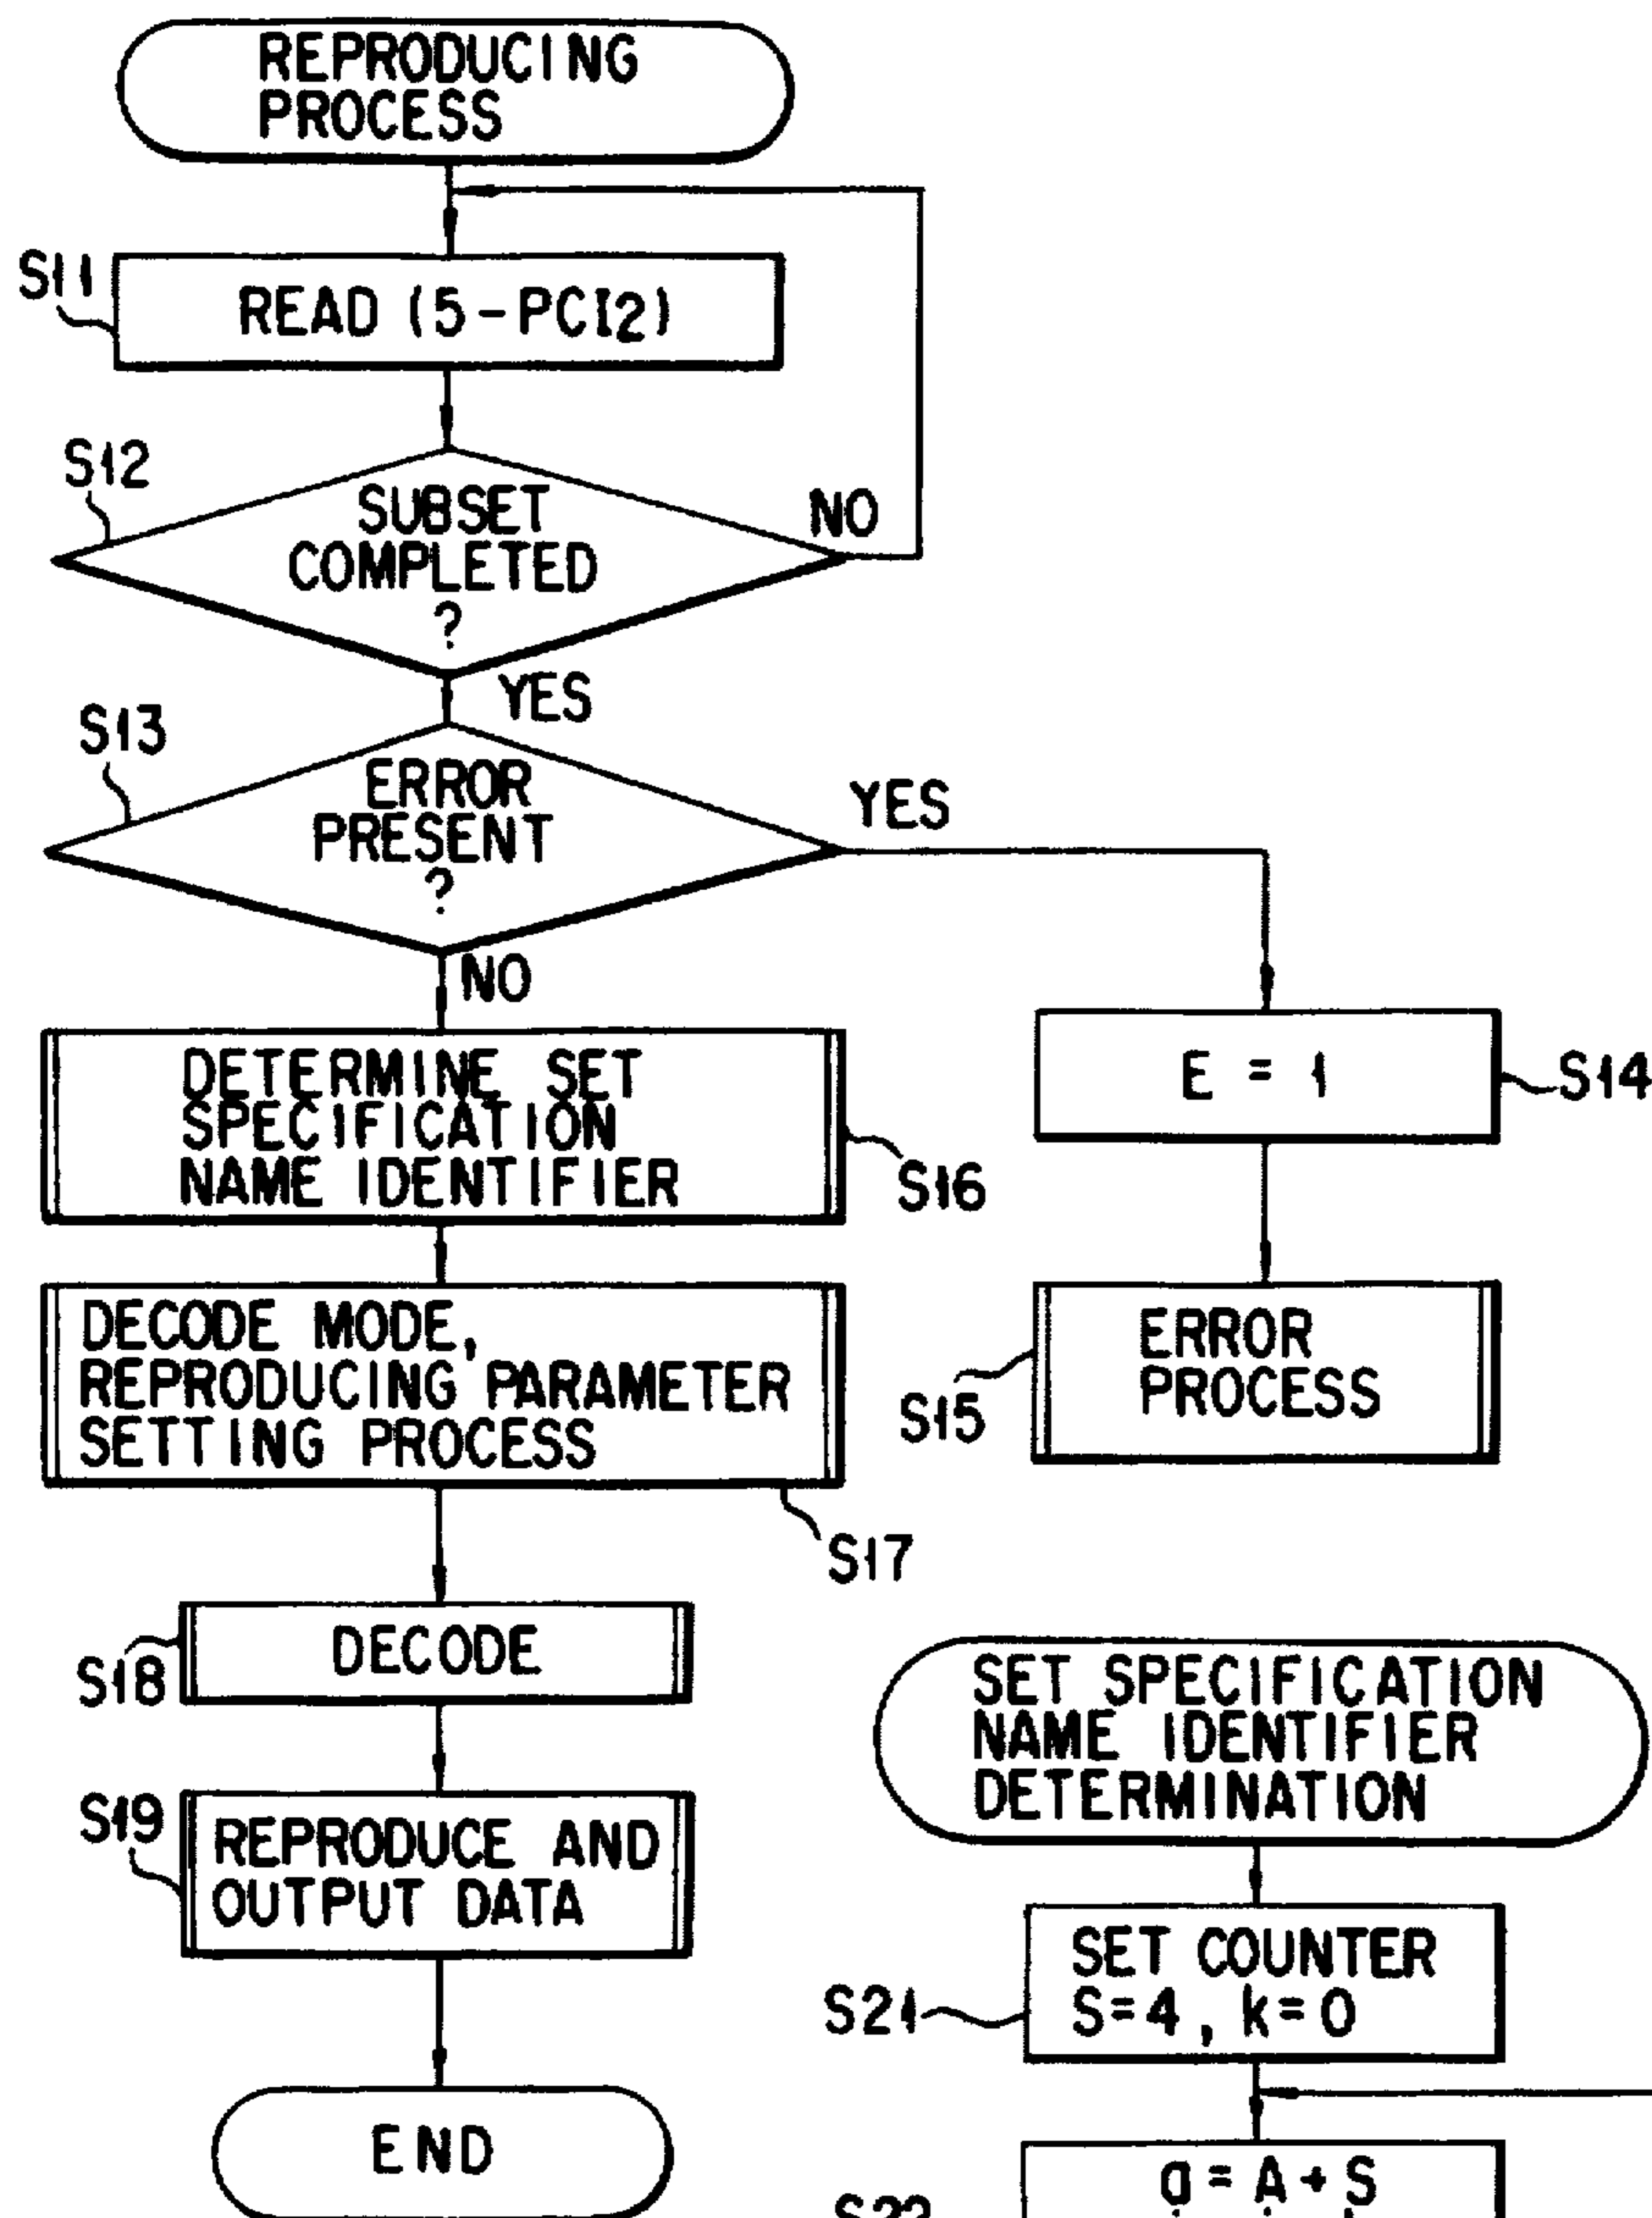 REPRODUCING
PROCESS
S11
READ (5-PCI2)
S12
SUBSET
COMPLETED
?
NO
YES
S13
ERROR
PRESENT
?
YES
NO
DETERMINE SET
SPECIFICATION
NAME IDENTIFIER
S16
E = 1
S14
DECODE MODE,
REPRODUCING PARAMETER
SETTING PROCESS
S17
ERROR
PROCESS
S15
S18
DECODE
S19
REPRODUCE AND
OUTPUT DATA
END
SET SPECIFICATION
NAME IDENTIFIER
DETERMINATION
S21
SET COUNTER
S=4, k=0
S22
a = A + S